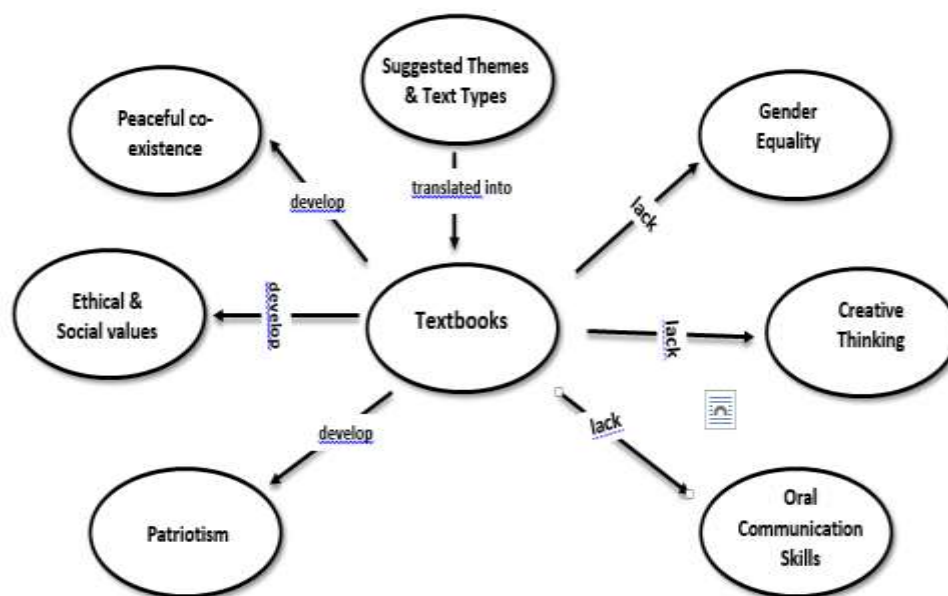 Suggested Themes
& Text Types
Peaceful co-
existence
Gender
Equality
translated into
develop
lack
Ethical &
Social values
develop
Textbooks
lack
Creative
Thinking
develop
lack
Patriotism
Oral
Communication
Skills